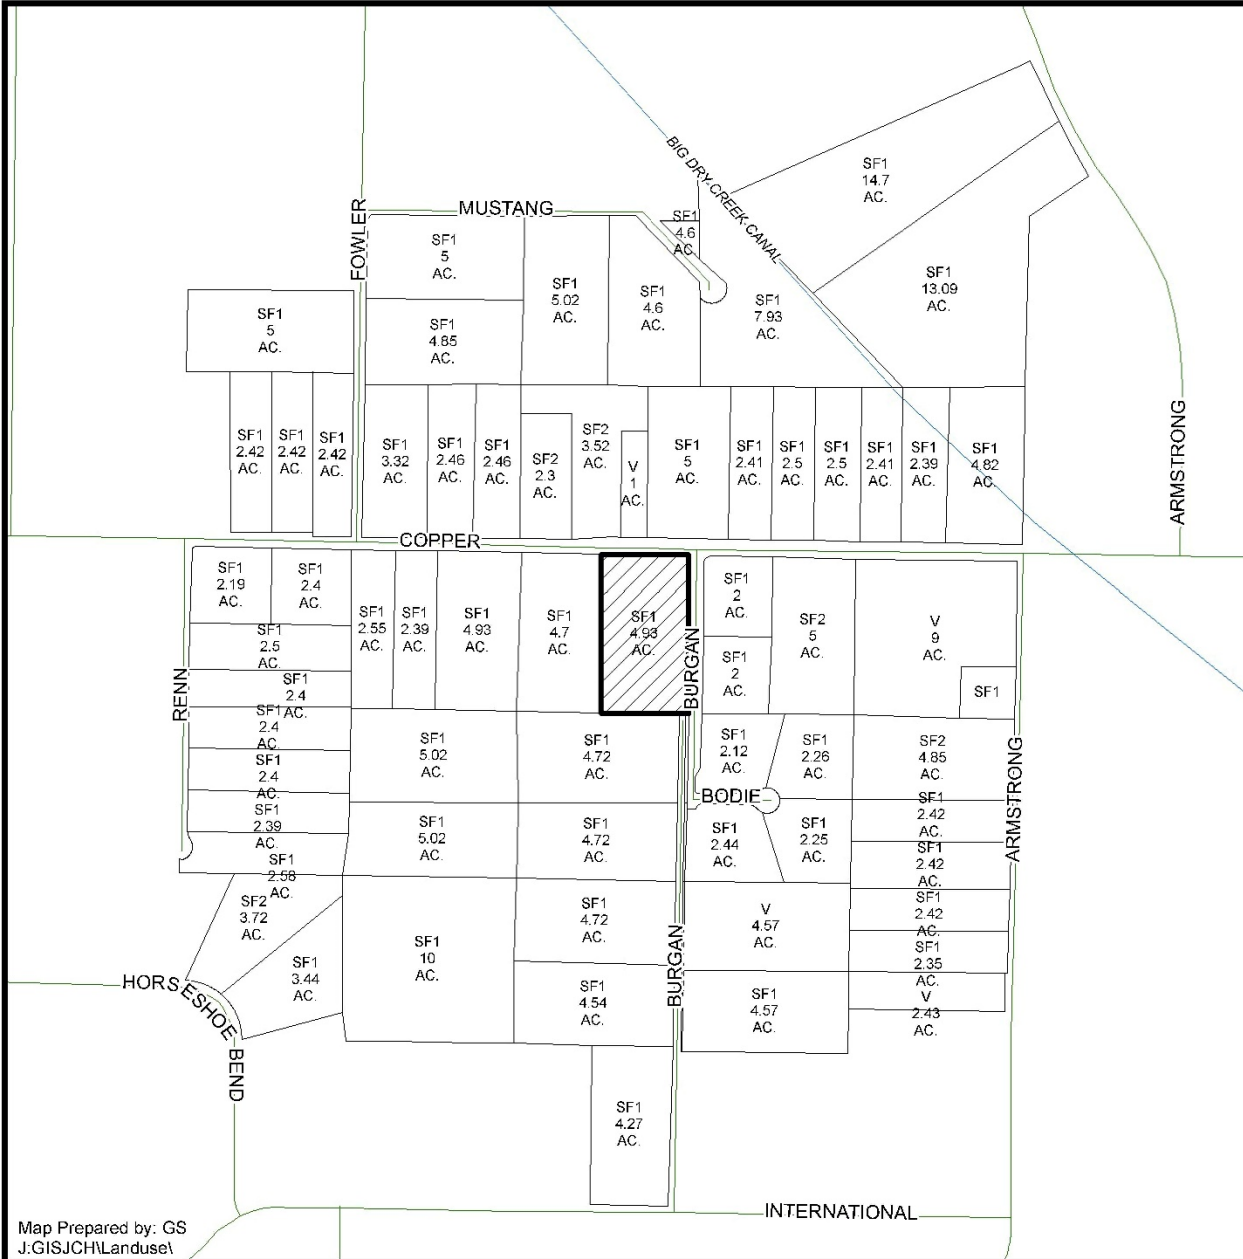 BIG DRY CREEK CANAL
SF1
14.7
AC.
MUSTANG
FOWLER
SF1
4.6
AC.
SF1
5
AC.
SF1
5.02
AC.
SF1
4.6
AC.
SF1
7.93
AC.
SF1
13.09
AC.
SF1
5
AC.
SF1
4.85
AC.
ARMSTRONG
SF1
2.42
AC.
SF1
2.42
AC.
SF1
2.42
AC.
SF1
3.32
AC.
SF1
2.46
AC.
SF1
2.46
AC.
SF2
2.3
AC.
SF2
3.52
AC.
V
1
AC.
SF1
5
AC.
SF1
2.41
AC.
SF1
2.5
AC.
SF1
2.5
AC.
SF1
2.41
AC.
SF1
2.39
AC.
SF1
4.82
AC.
COPPER
SF1
2.19
AC.
SF1
2.4
AC.
SF1
2.55
AC.
SF1
2.39
AC.
SF1
4.93
AC.
SF1
4.7
AC.
SF1
4.93
AC.
BURGAN
SF1
2
AC.
SF1
2
AC.
SF2
5
AC.
V
9
AC.
SF1
RENN
SF1
2.5
AC.
SF1
2.4
AC.
SF1
2.4
AC.
SF1
2.4
AC.
SF1
2.39
AC.
SF1
2.58
AC.
SF1
5.02
AC.
SF1
4.72
AC.
SF1
2.12
AC.
SF1
2.26
AC.
SF2
4.85
AC.
ARMSTRONG
BODIE
SF1
5.02
AC.
SF1
4.72
AC.
SF1
2.44
AC.
SF1
2.25
AC.
SF1
2.42
AC.
SF1
2.42
AC.
SF1
2.42
AC.
SF1
2.35
AC.
V
2.43
AC.
SF2
3.72
AC.
SF1
3.44
AC.
SF1
10
AC.
SF1
4.72
AC.
SF1
4.54
AC.
BURGAN
V
4.57
AC.
SF1
4.57
AC.
HORSESHOE BEND
SF1
4.27
AC.
INTERNATIONAL
Map Prepared by: GS
J:GISJCH\Landuse\